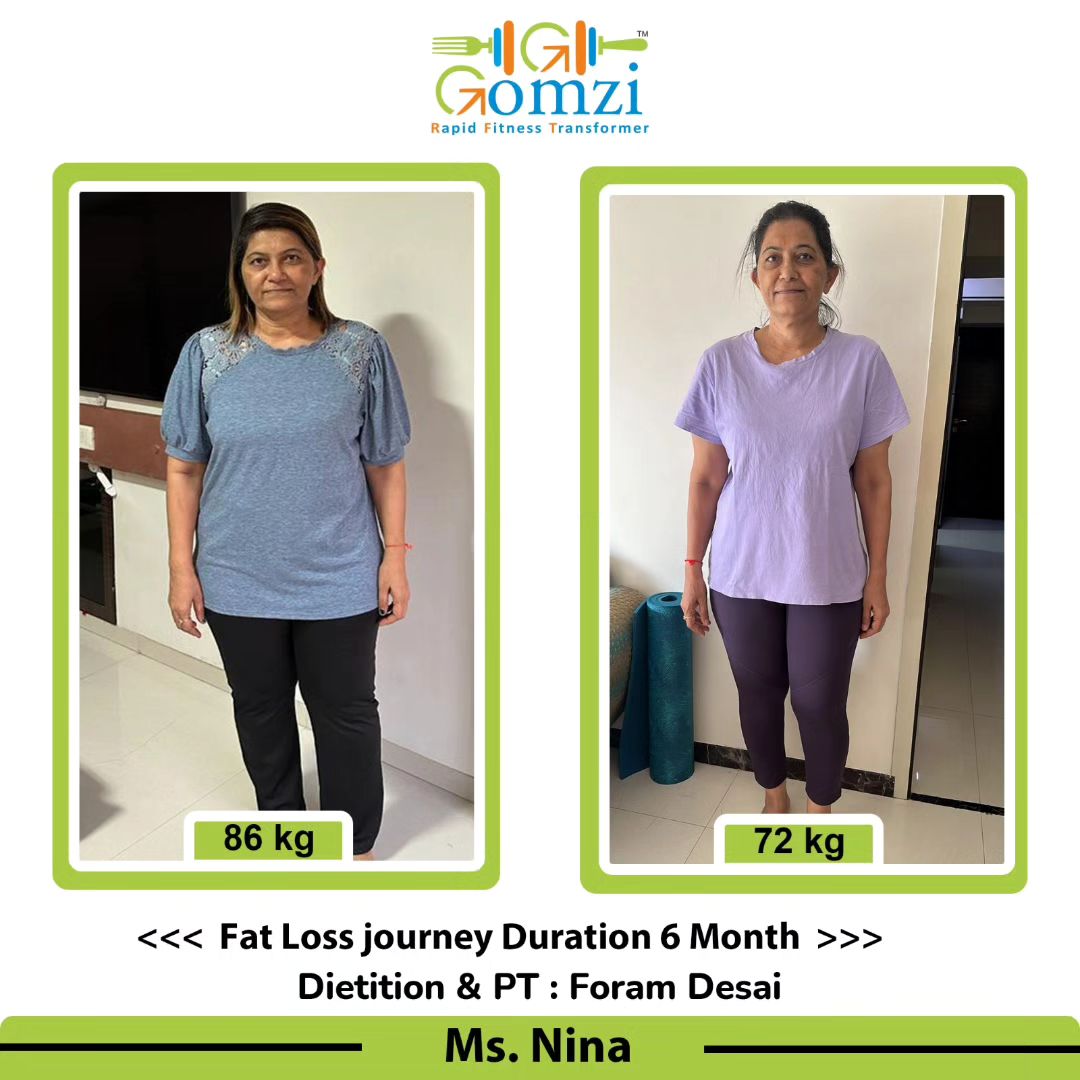 G
TM
Gomzi
Rapid Fitness Transformer
86 kg
72 kg
<<< Fat Loss journey Duration 6 Month >>>
Dietition & PT : Foram Desai
Ms. Nina